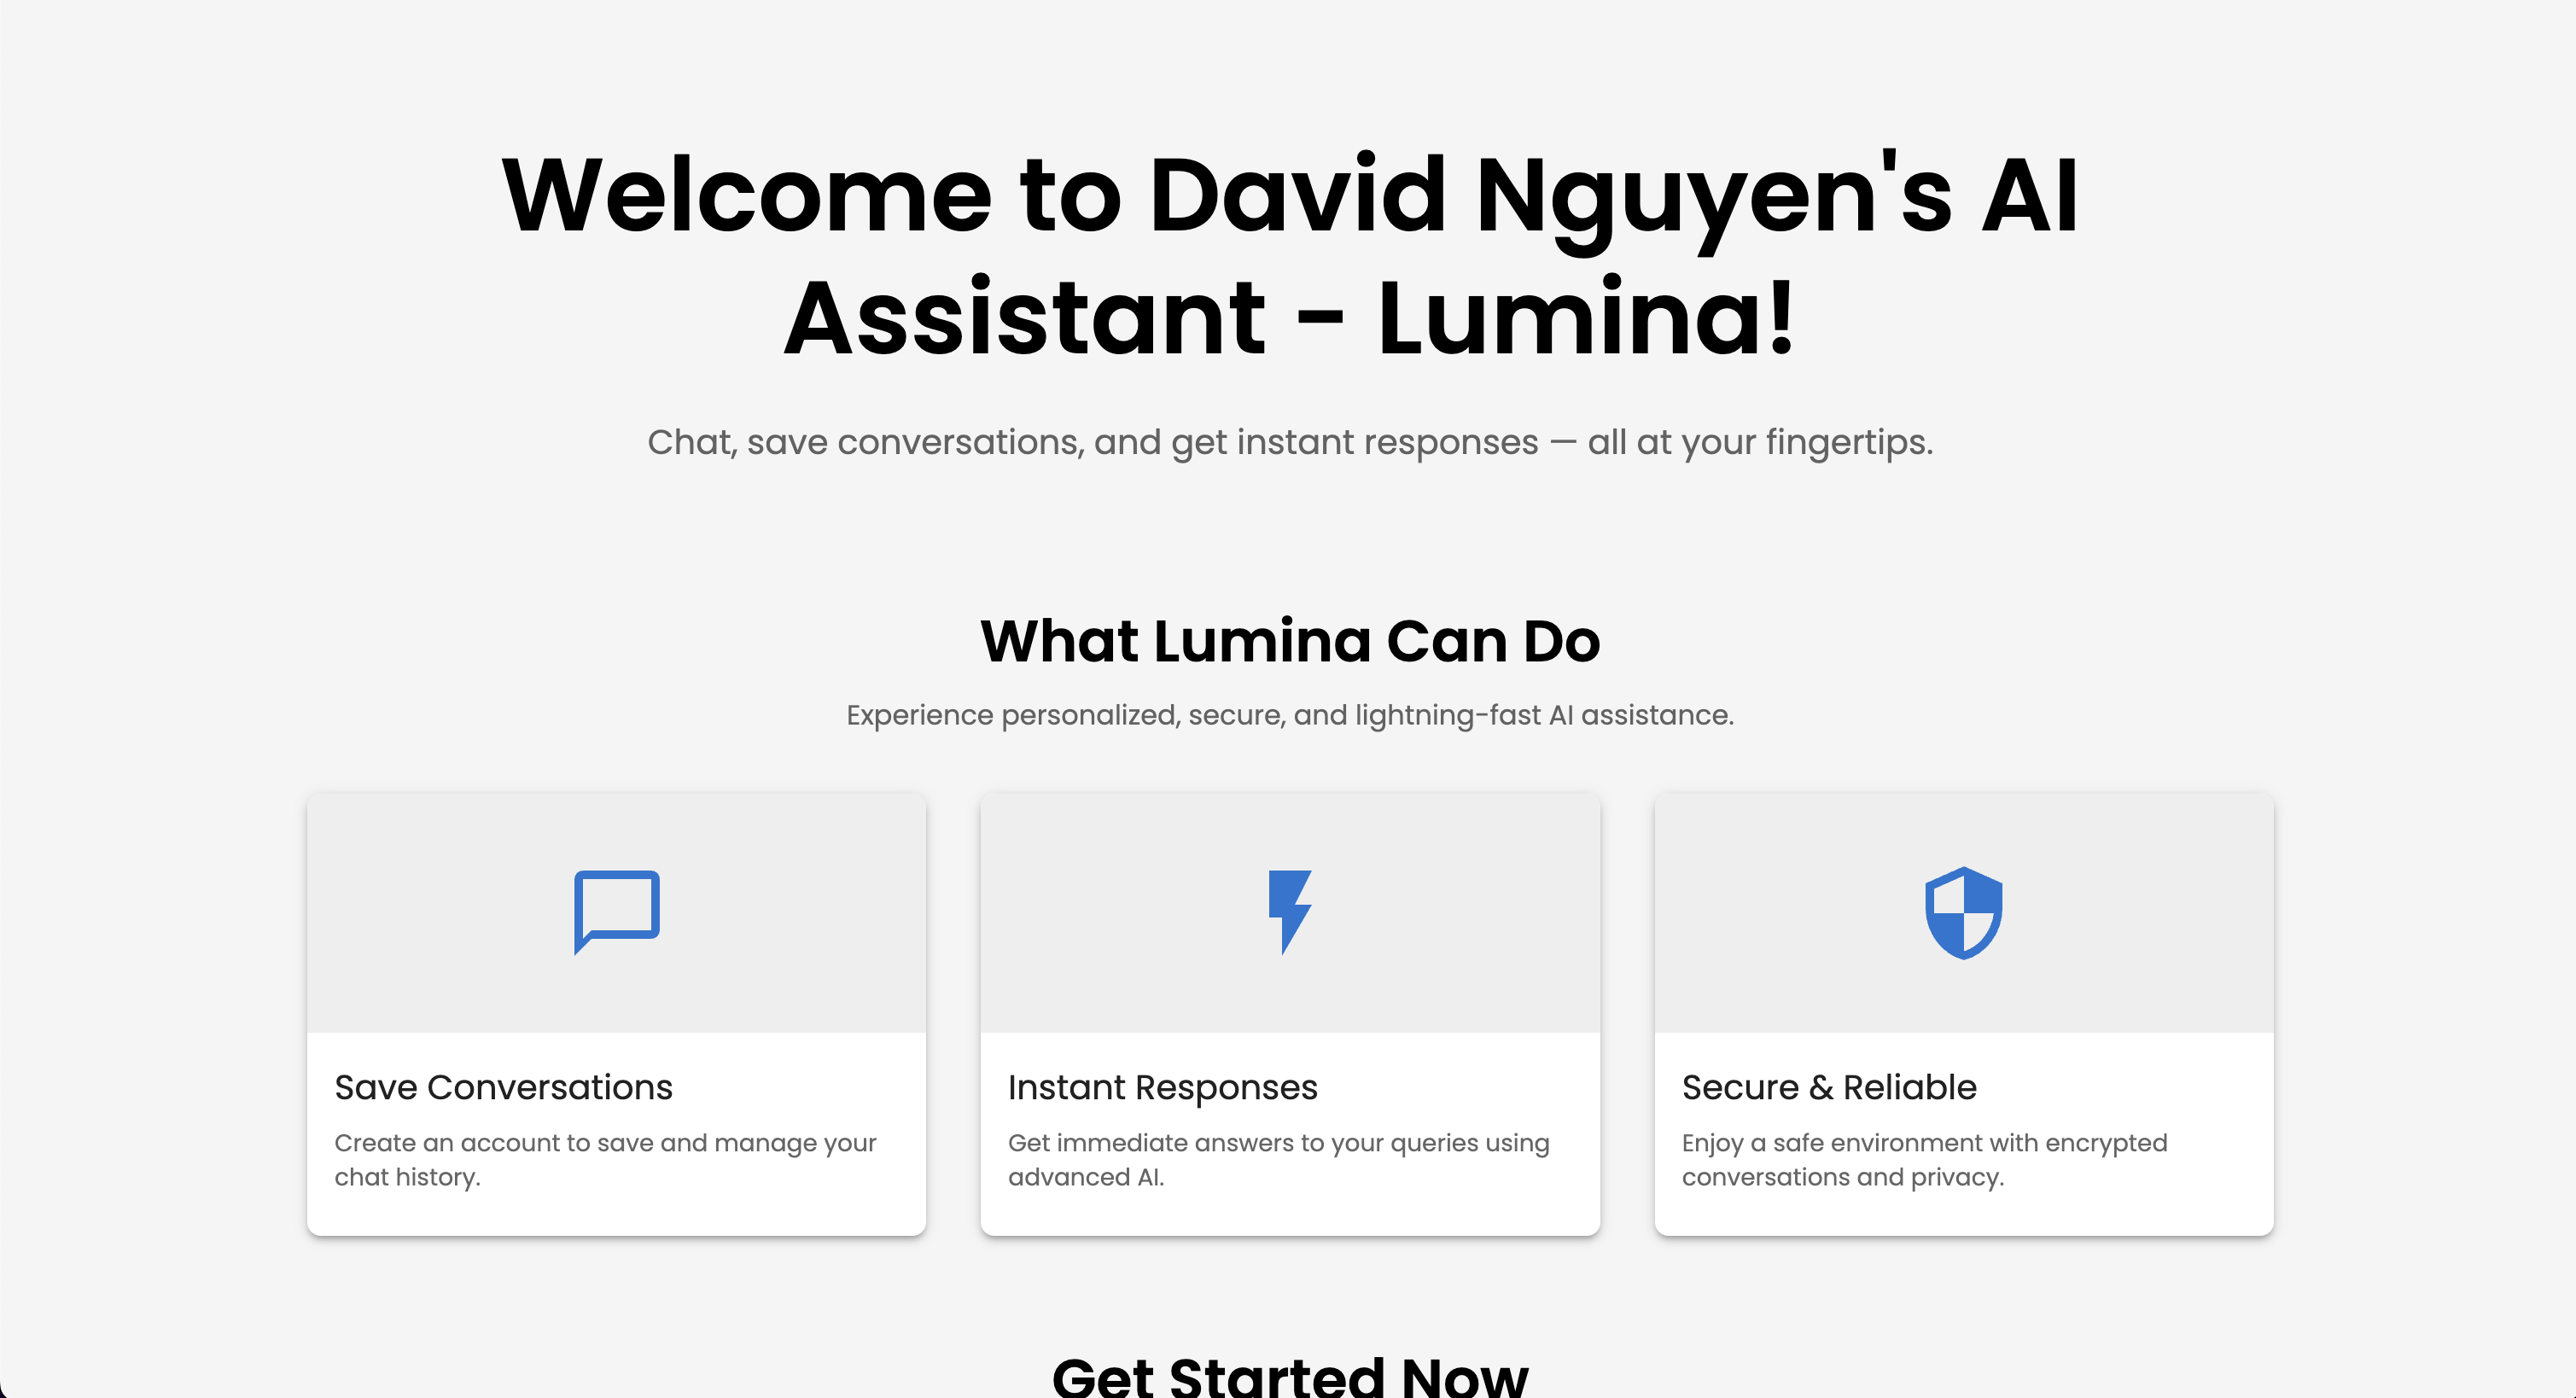 Welcome to David Nguyen's AI
Assistant - Lumina!
Chat, save conversations, and get instant responses — all at your fingertips.
What Lumina Can Do
Experience personalized, secure, and lightning-fast AI assistance.
Save Conversations
Create an account to save and manage your
chat history.
Instant Responses
Get immediate answers to your queries using
advanced AI.
Secure & Reliable
Enjoy a safe environment with encrypted
conversations and privacy.
Get Started Now